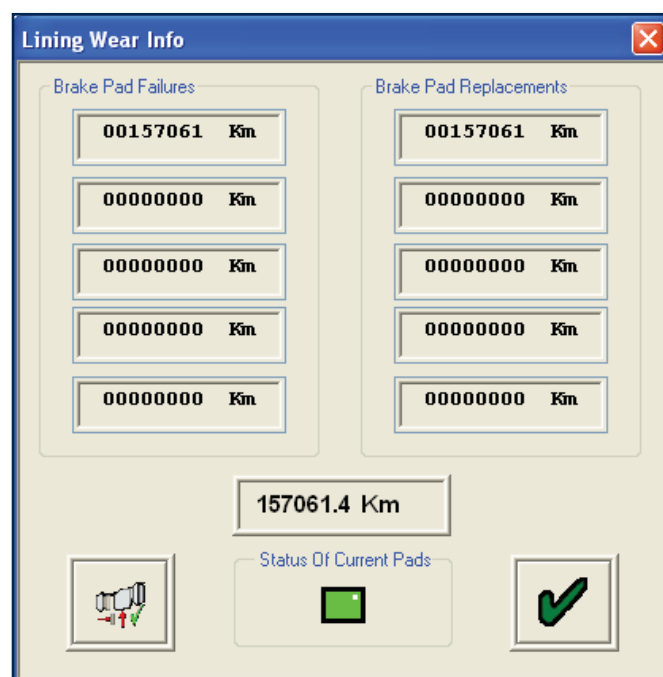 Lining Wear Info
Brake Pad Failures
00157061 Km
00000000 Km
00000000 Km
00000000 Km
00000000 Km
Brake Pad Replacements
00157061 Km
00000000 Km
00000000 Km
00000000 Km
00000000 Km
157061.4 Km
Status Of Current Pads